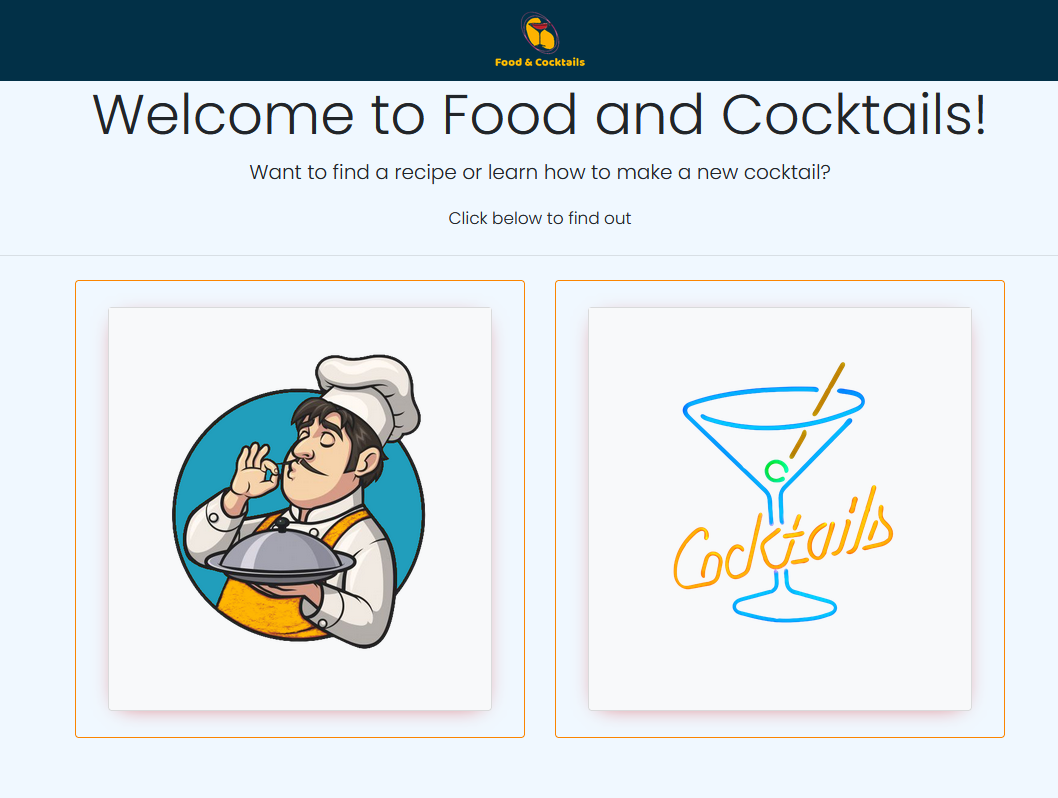 Food & Cocktails
Welcome to Food and Cocktails!
Want to find a recipe or learn how to make a new cocktail?
Click below to find out
Cocktails